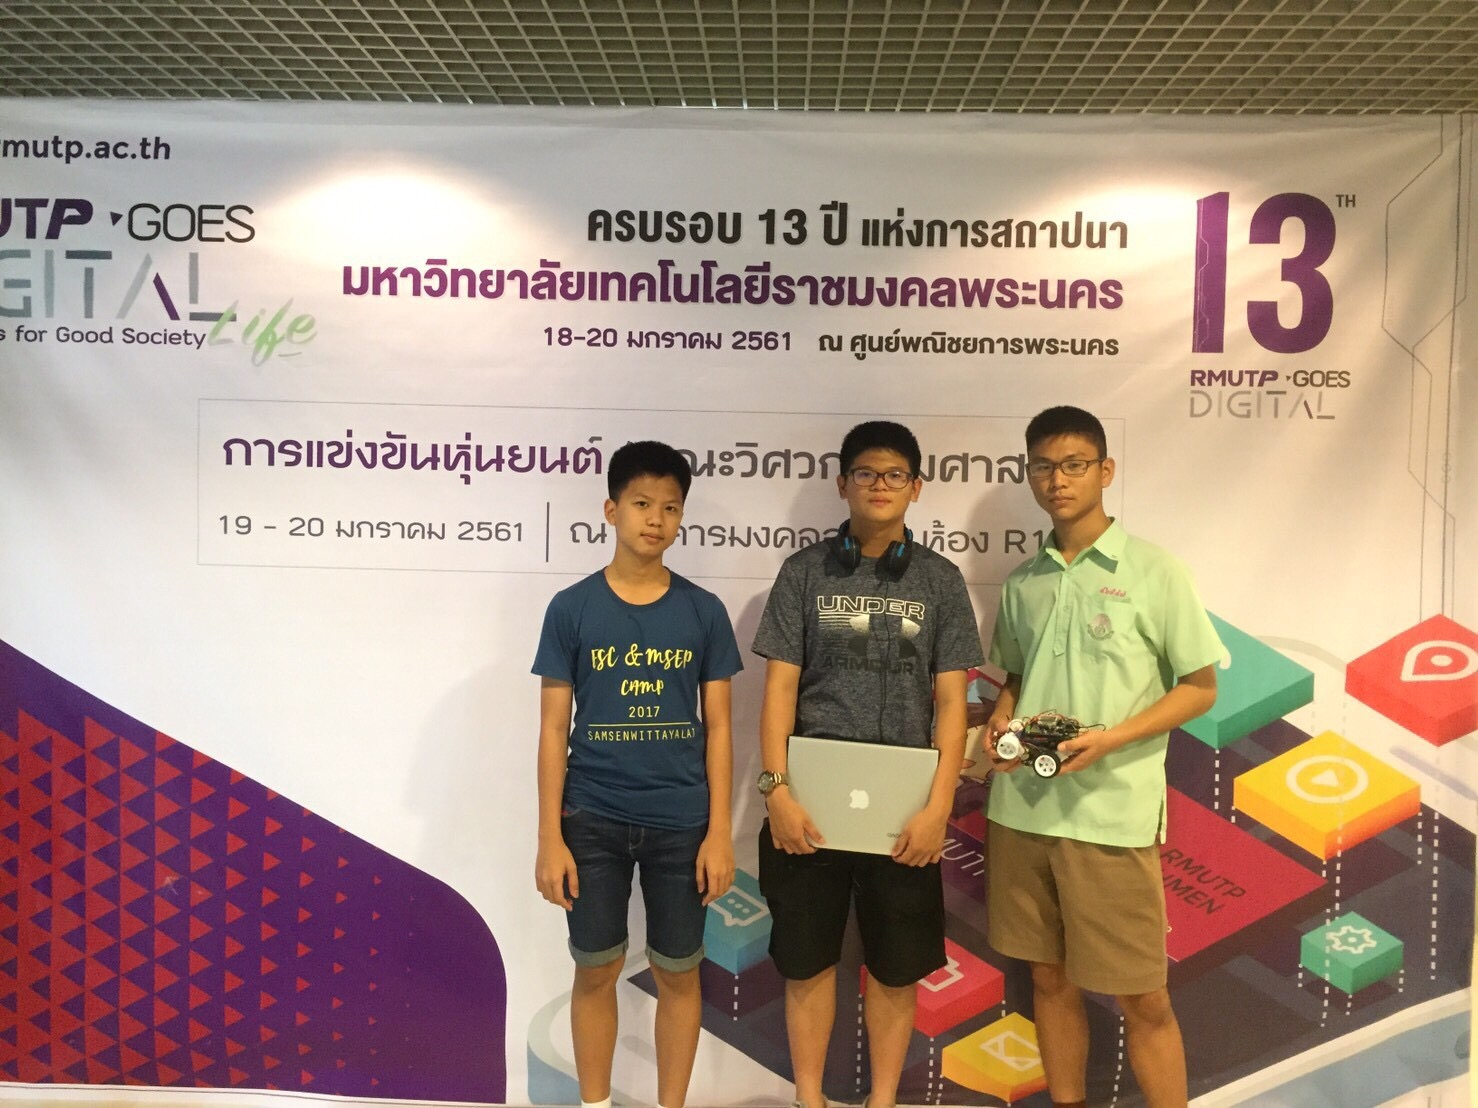 mutp.ac.th
UTP GOES
GITAL Life
s for Good Society
ครบรอบ 13 ปี แห่งการสถาปนา
มหาวิทยาลัยเทคโนโลยีราชมงคลพระนคร
18-20 มกราคม 2561 ณ ศูนย์พณิชยการพระนคร
13TH
RMUTP GOES
DIGITAL
การแข่งขันหุ่นยนต์
19 - 20 มกราคม 2561 ณ ห้อง R1
FSC & MSEP
CAMP
2017
SAMSENWITTAYALAI
UNDER
ARMOUR
RMUTP